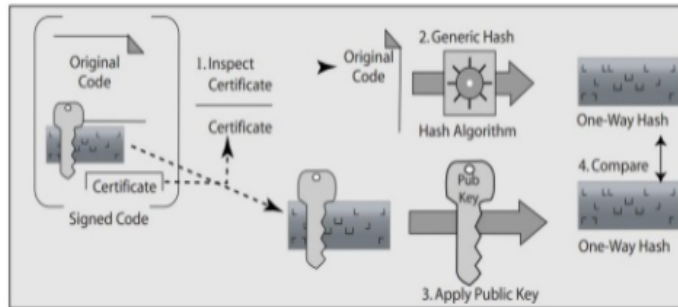 Original
Code
Certificate
Signed Code
1. Inspect
Certificate
Certificate
Original
Code
2. Generic Hash
Hash Algorithm
Pub
Key
3. Apply Public Key
One-Way Hash
4. Compare
One-Way Hash